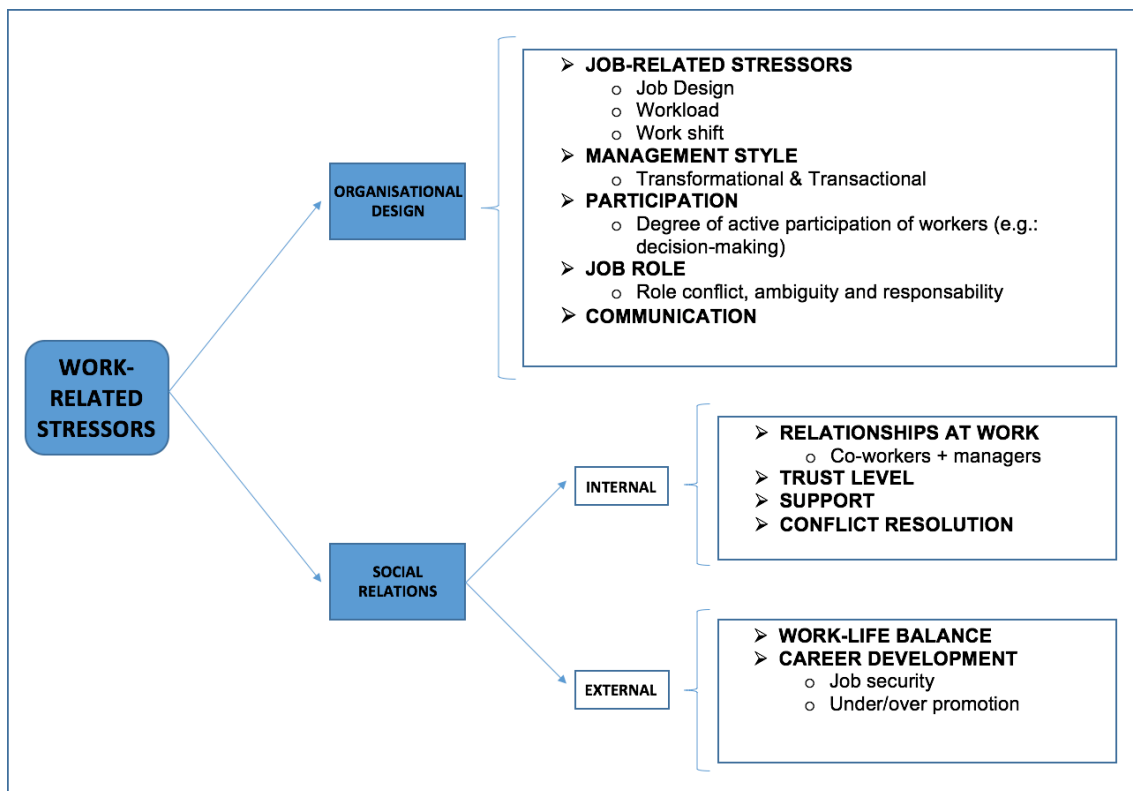 WORK-
RELATED
STRESSORS
ORGANISATIONAL
DESIGN
➢ JOB-RELATED STRESSORS
o Job Design
o Workload
o Work shift
➢ MANAGEMENT STYLE
o Transformational & Transactional
➢ PARTICIPATION
o Degree of active participation of workers (e.g.:
decision-making)
➢ JOB ROLE
o Role conflict, ambiguity and responsability
➢ COMMUNICATION
SOCIAL
RELATIONS
INTERNAL
➢ RELATIONSHIPS AT WORK
o Co-workers + managers
➢ TRUST LEVEL
➢ SUPPORT
➢ CONFLICT RESOLUTION
EXTERNAL
➢ WORK-LIFE BALANCE
➢ CAREER DEVELOPMENT
o Job security
o Under/over promotion